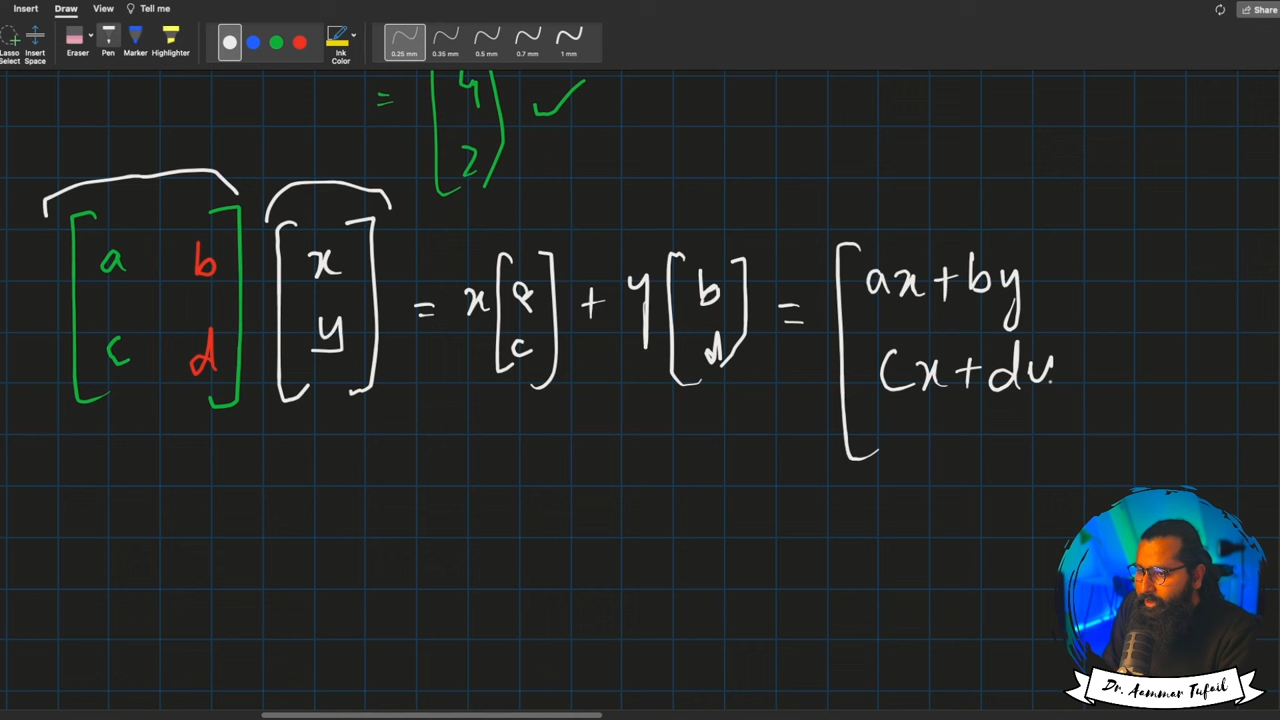 Insert Draw View Tell me
Share
Lasso Select
Insert Space
Eraser
Pen
Marker
Highlighter
Ink Color
0.25 mm
0.35 mm
0.5 mm
0.7 mm
1 mm
= [4 2] ✓
[a b] [x] = x[a] + y[b] = [ax+by
[c d] [y] [c] [d] cx+dy
Dr. Aammar Tufail